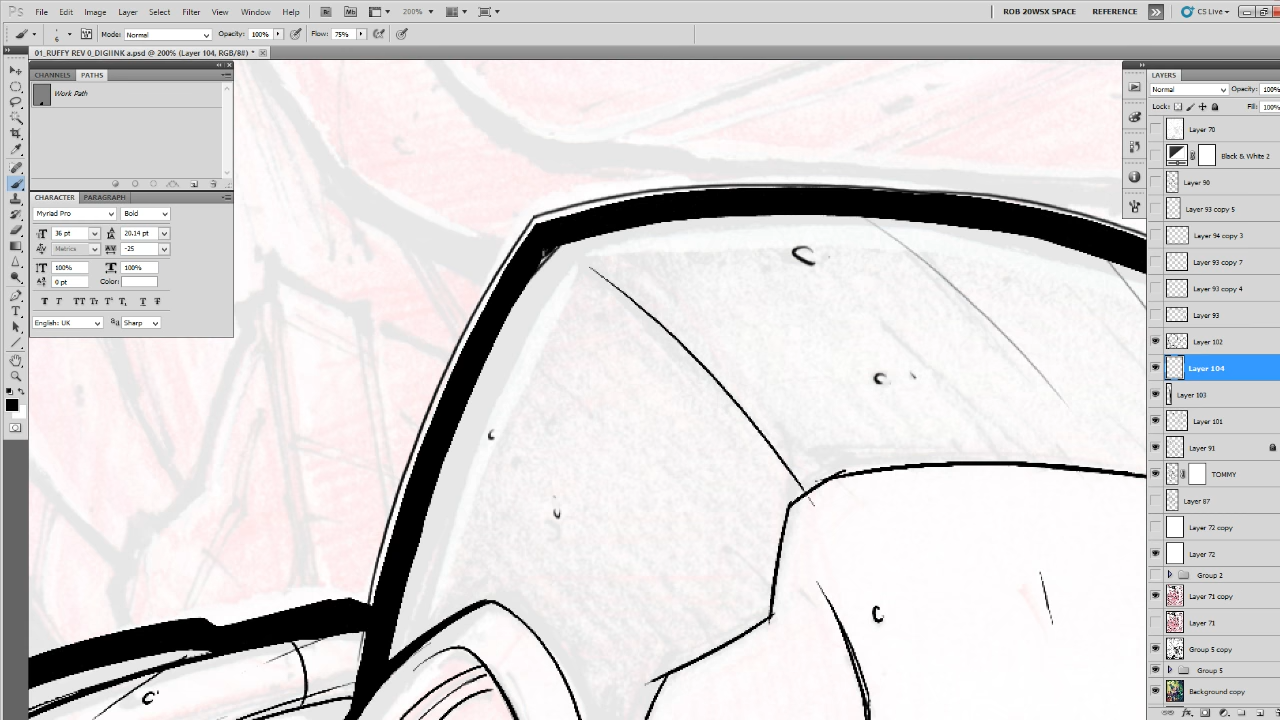 Ps File Edit Image Layer Select Filter View Window Help Br Mb 200% ROB 20WSX SPACE REFERENCE CS Live
6 Mode: Normal Opacity: 100% Flow: 75%
01_RUFFY REV 0_DIGIINK a.psd @ 200% (Layer 104, RGB/8#) *
CHANNELS PATHS
Work Path
CHARACTER PARAGRAPH
Myriad Pro Bold
36 pt 20.14 pt
Metrics -25
100% 100%
0 pt Color:
English: UK Sharp
LAYERS
Normal Opacity: 100%
Lock: Fill: 100%
Layer 70
Black & White 2
Layer 90
Layer 93 copy 5
Layer 94 copy 3
Layer 93 copy 7
Layer 93 copy 4
Layer 93
Layer 102
Layer 104
Layer 103
Layer 101
Layer 91
TOMMY
Layer 87
Layer 72 copy
Layer 72
Group 2
Layer 71 copy
Layer 71
Group 5 copy
Group 5
Background copy